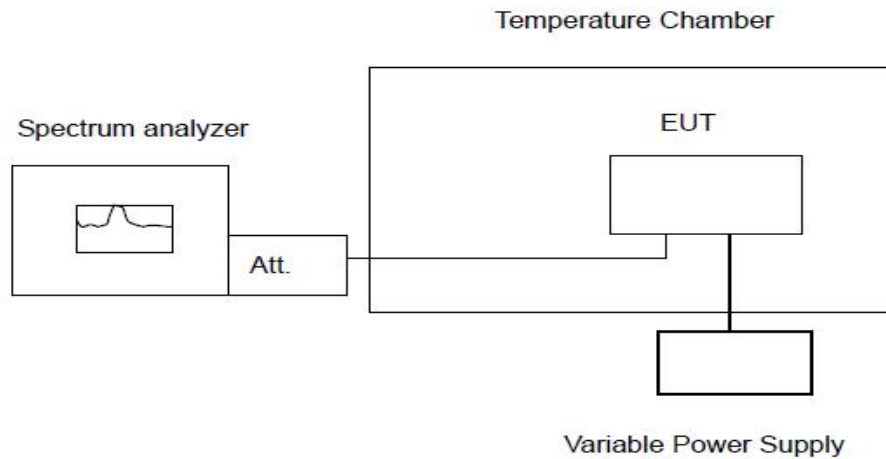 Temperature Chamber
Spectrum analyzer
EUT
Att.
Variable Power Supply